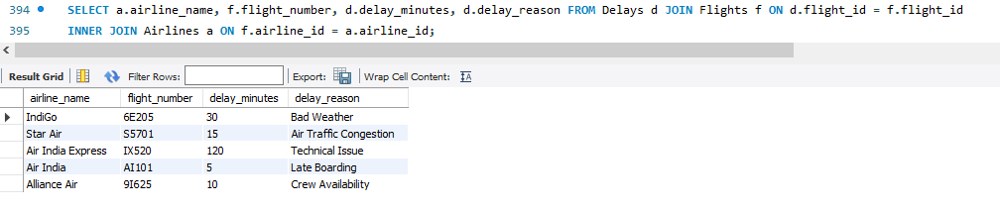 394 SELECT a.airline_name, f.flight_number, d.delay_minutes, d.delay_reason FROM Delays d JOIN Flights f ON d.flight_id = f.flight_id
395 INNER JOIN Airlines a ON f.airline_id = a.airline_id;
Result Grid Filter Rows: Export: Wrap Cell Content:
airline_name flight_number delay_minutes delay_reason
IndiGo 6E205 30 Bad Weather
Star Air S5701 15 Air Traffic Congestion
Air India Express IX520 120 Technical Issue
Air India AI101 5 Late Boarding
Alliance Air 9I625 10 Crew Availability